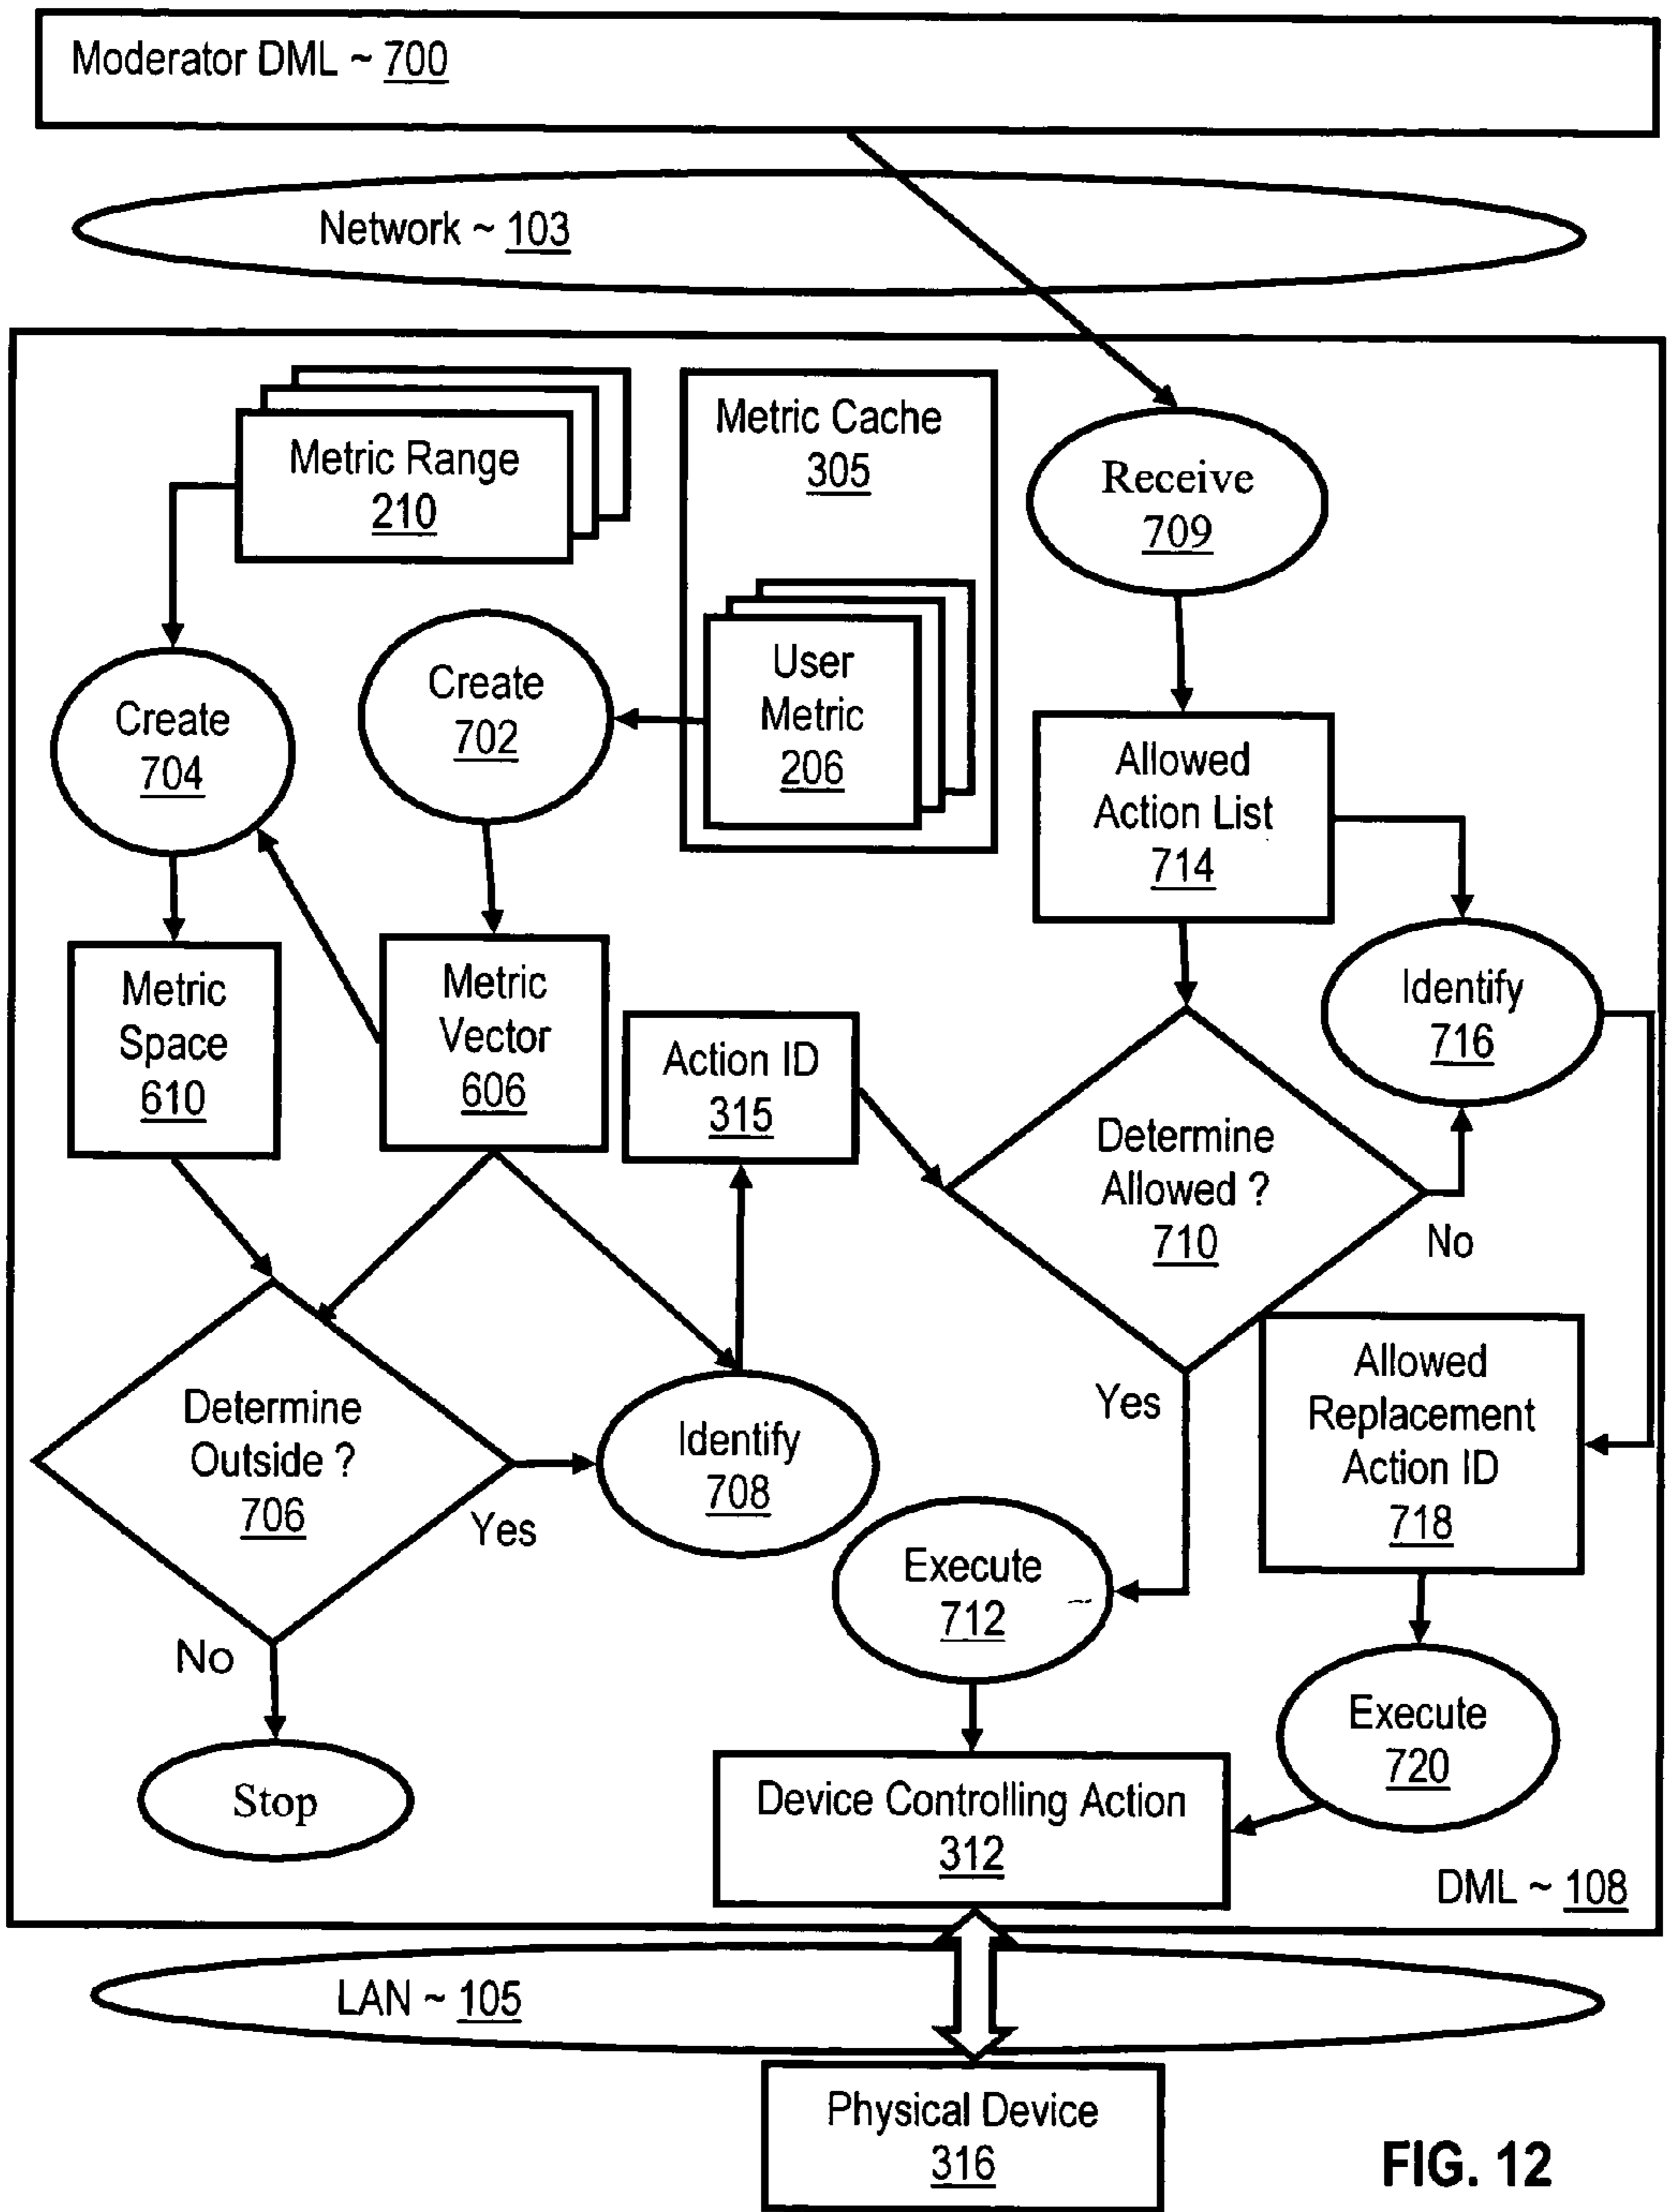 Moderator DML ~ 700
Network ~ 103
Metric Range
210
Metric Cache
305
User
Metric
206
Receive
709
Create
704
Create
702
Allowed
Action List
714
Metric
Space
610
Metric
Vector
606
Action ID
315
Identify
716
Determine
Allowed ?
710
No
Yes
Determine
Outside ?
706
Yes
No
Identify
708
Allowed
Replacement
Action ID
718
Execute
712
Execute
720
Stop
Device Controlling Action
312
DML ~ 108
LAN ~ 105
Physical Device
316
FIG. 12